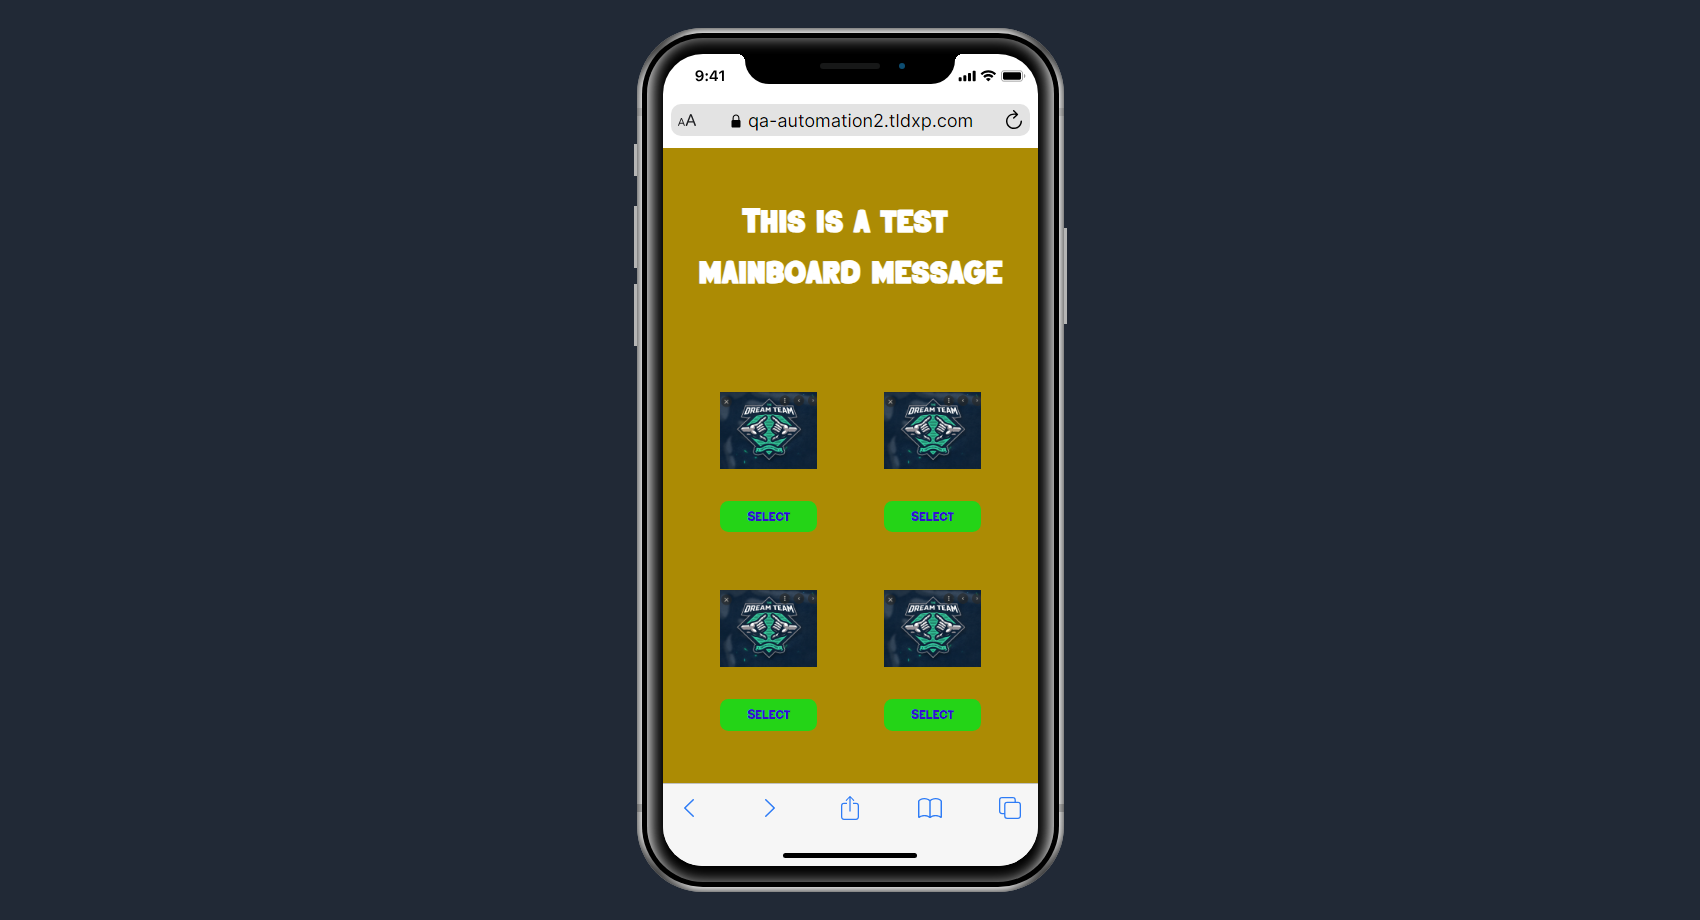 9:41
AA qa-automation2.tldxp.com
THIS IS A TEST
MAINBOARD MESSAGE
DREAM TEAM DREAM TEAM
SELECT SELECT
DREAM TEAM DREAM TEAM
SELECT SELECT